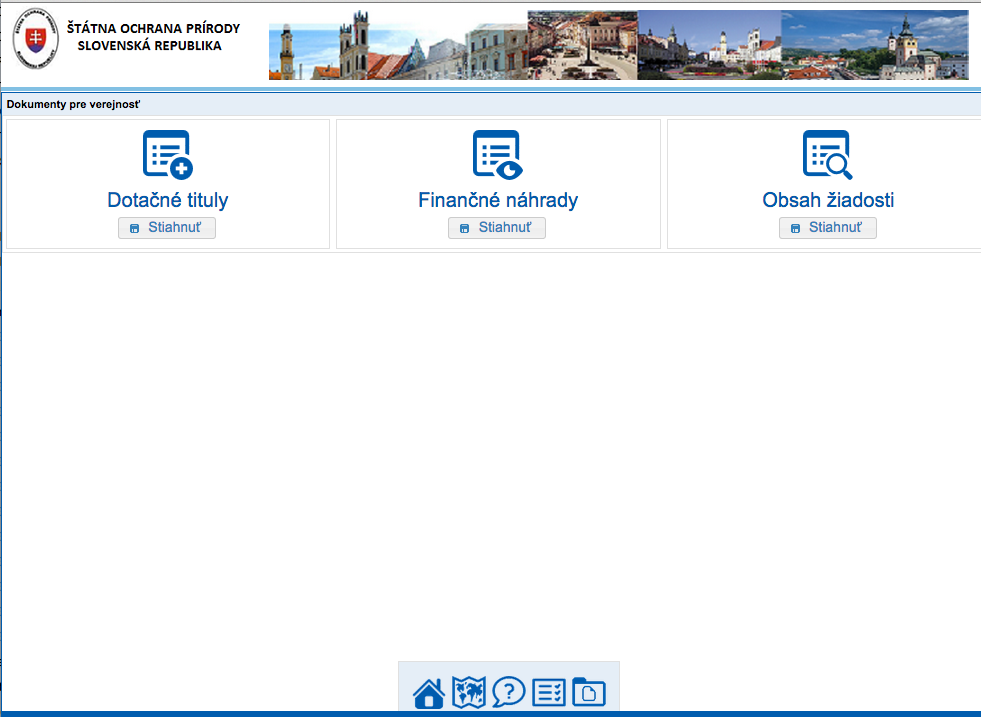 ŠTÁTNA OCHRANA PRÍRODY
SLOVENSKÁ REPUBLIKA
Dokumenty pre verejnosť
Dotačné tituly
Stiahnuť
Finančné náhrady
Stiahnuť
Obsah žiadosti
Stiahnuť